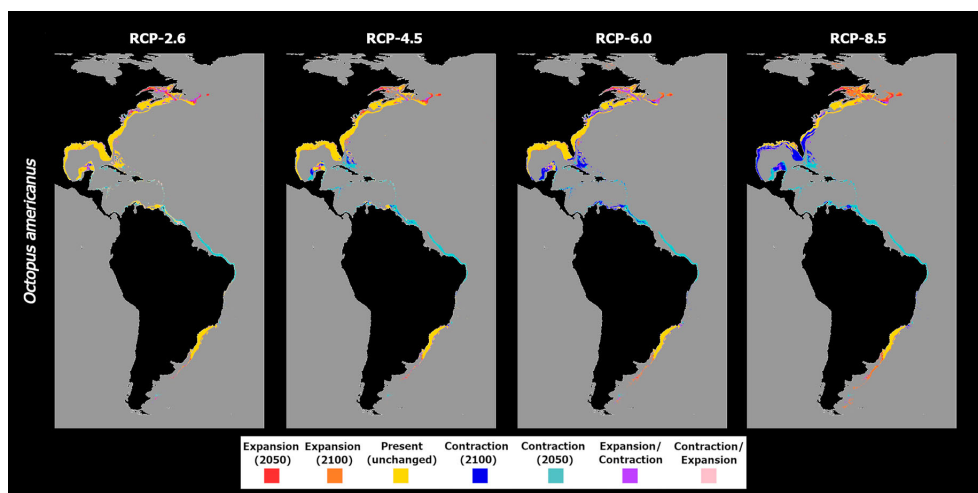 RCP-2.6
RCP-4.5
RCP-6.0
RCP-8.5
Octopus americanus
Expansion
(2050)
Expansion
(2100)
Present
(unchanged)
Contraction
(2100)
Contraction
(2050)
Expansion/
Contraction
Contraction/
Expansion